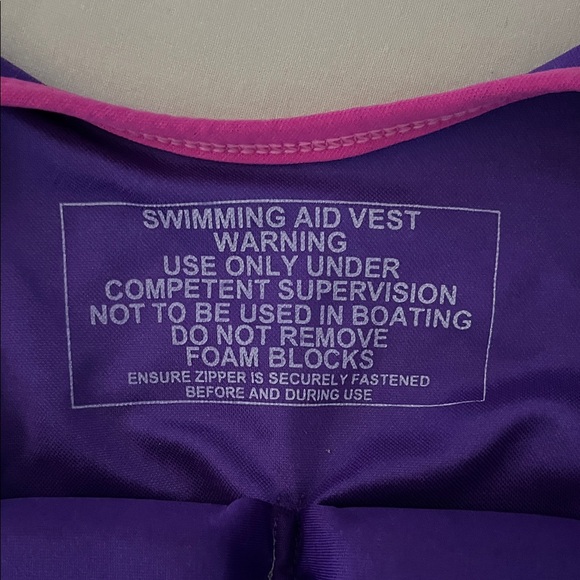 SWIMMING AID VEST
WARNING
USE ONLY UNDER
COMPETENT SUPERVISION
NOT TO BE USED IN BOATING
DO NOT REMOVE
FOAM BLOCKS
ENSURE ZIPPER IS SECURELY FASTENED
BEFORE AND DURING USE